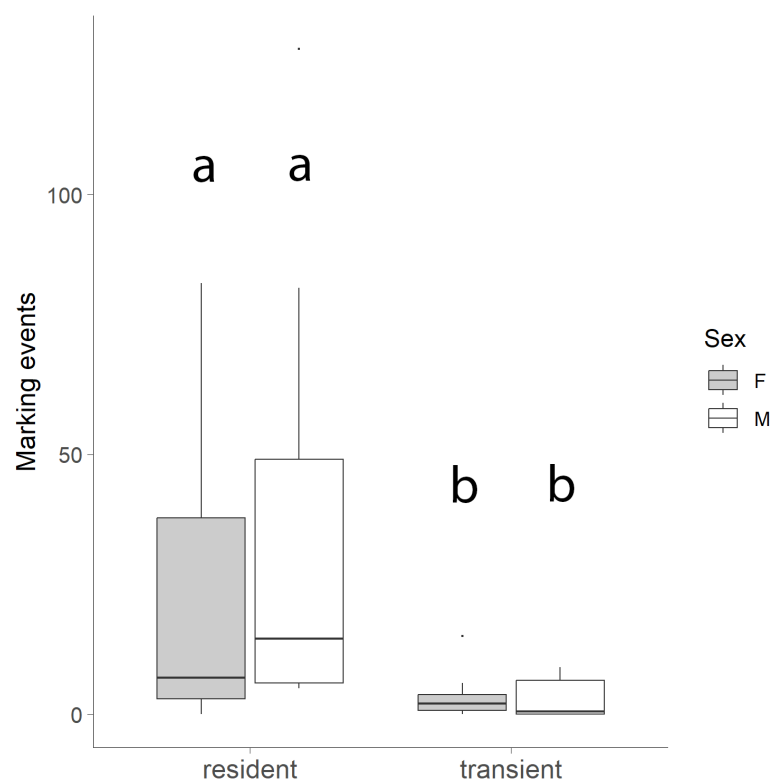 a a
100
Marking events
Sex
F
M
50
b b
0
resident transient